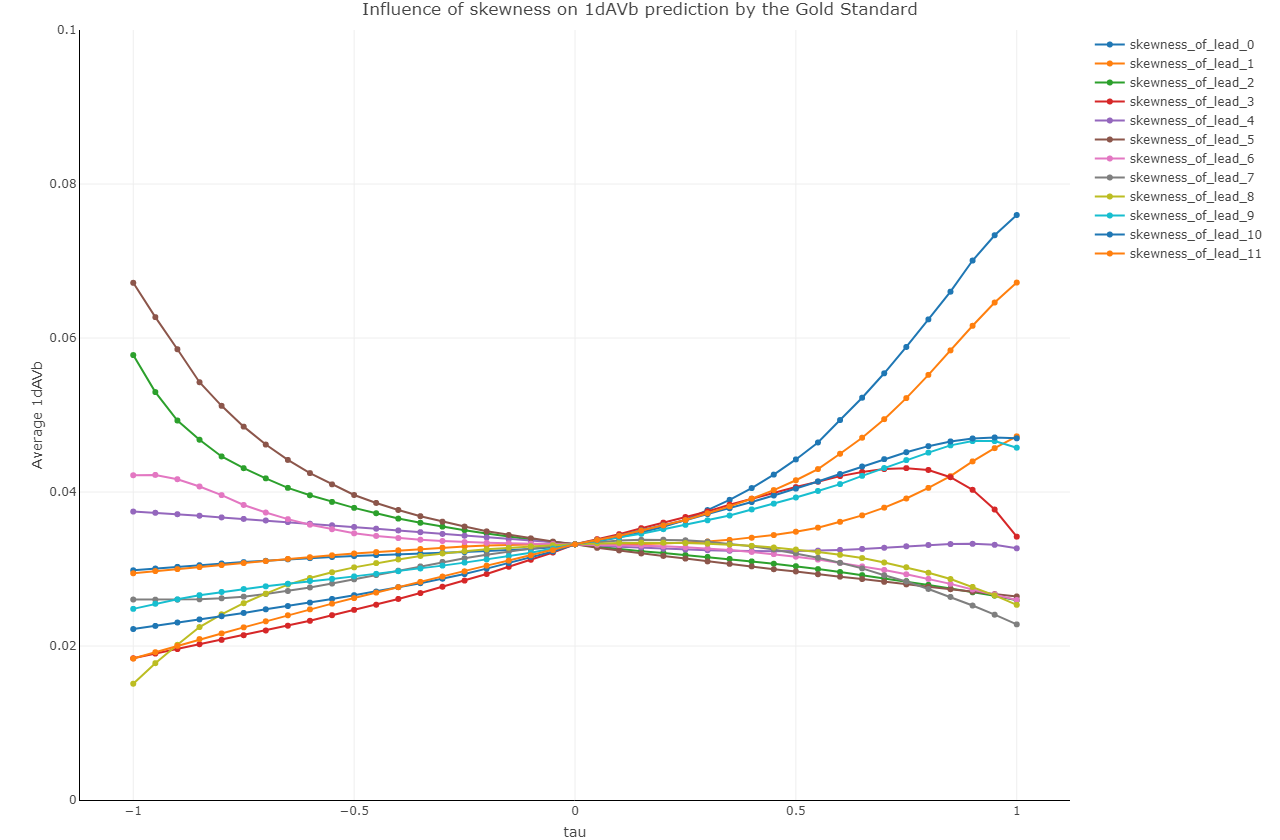 Influence of skewness on 1dAVb prediction by the Gold Standard
0.1
0.08
0.06
0.04
0.02
0
Average 1dAVb
−1
−0.5
0
0.5
1
tau
skewness_of_lead_0
skewness_of_lead_1
skewness_of_lead_2
skewness_of_lead_3
skewness_of_lead_4
skewness_of_lead_5
skewness_of_lead_6
skewness_of_lead_7
skewness_of_lead_8
skewness_of_lead_9
skewness_of_lead_10
skewness_of_lead_11